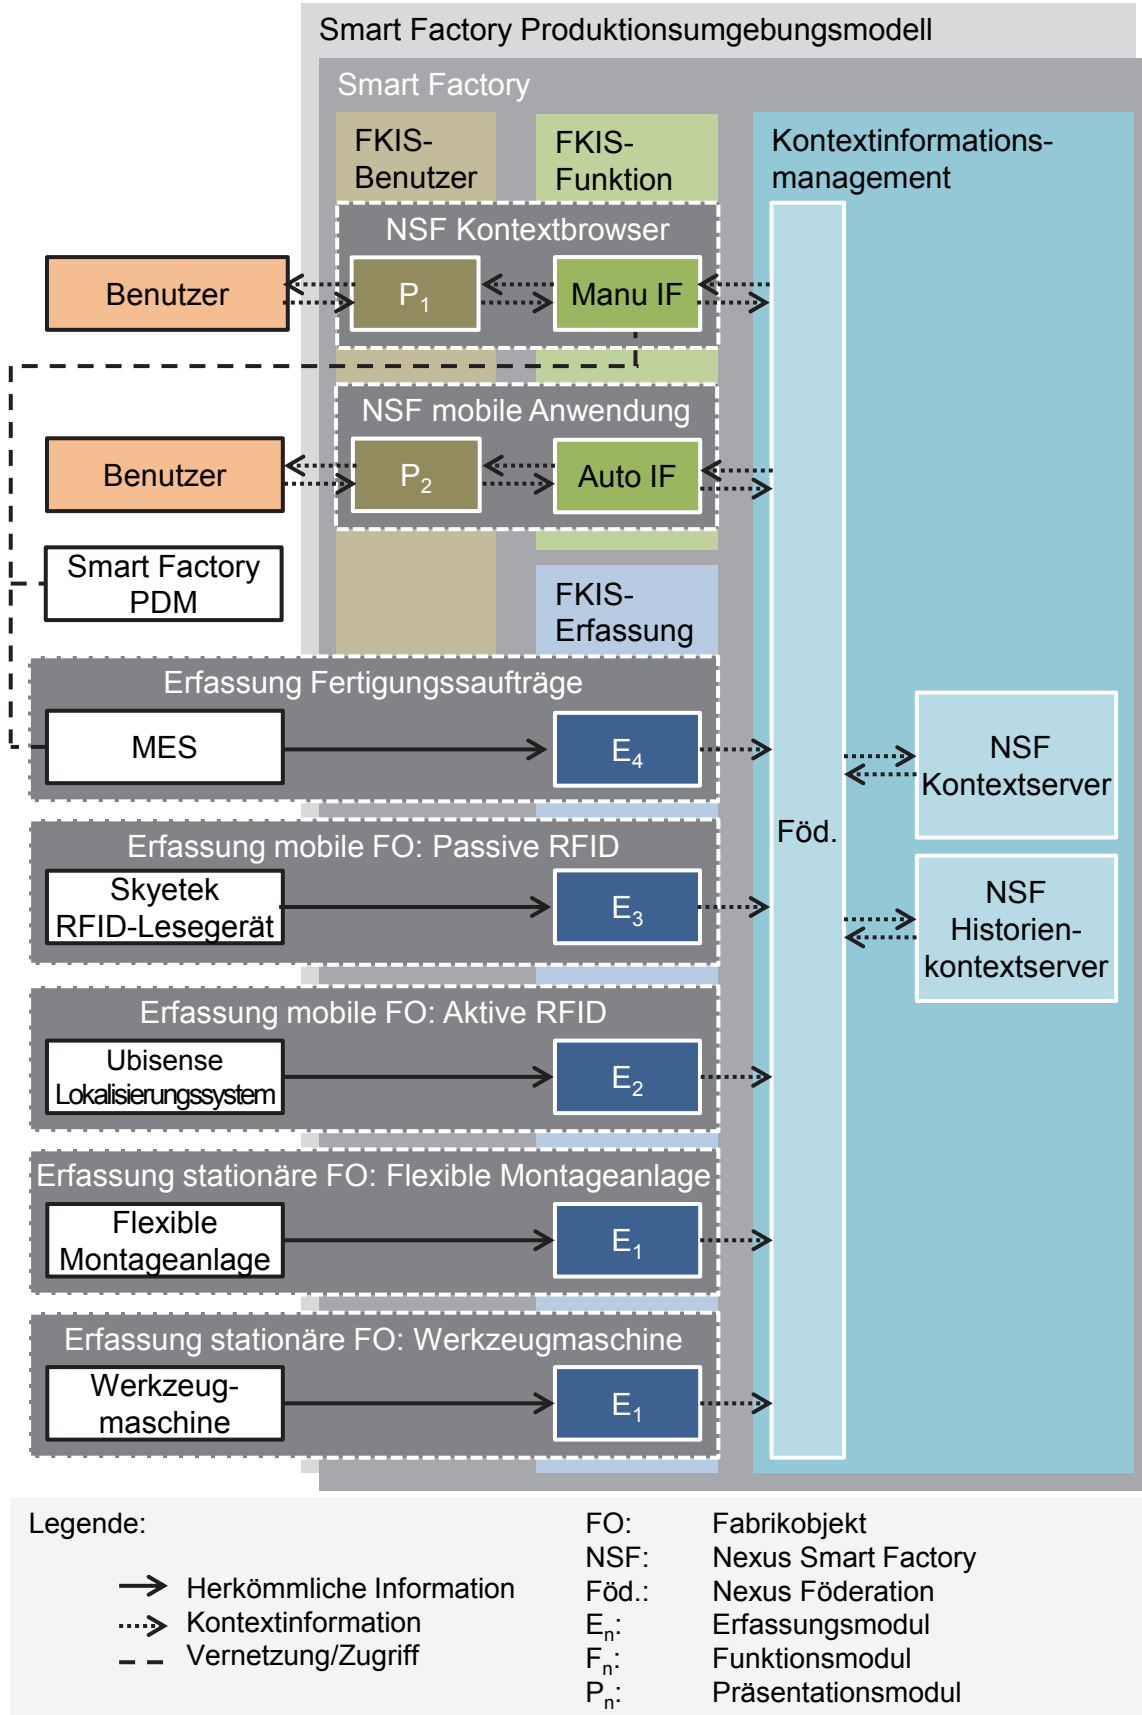 Smart Factory Produktionsumgebungsmodell
Smart Factory
FKIS-
Benutzer
FKIS-
Funktion
Kontextinformations-
management
NSF Kontextbrowser
Benutzer
P1
Manu IF
NSF mobile Anwendung
Benutzer
P2
Auto IF
Smart Factory
PDM
FKIS-
Erfassung
Erfassung Fertigungssaufträge
MES
E4
NSF
Kontextserver
Föd.
Erfassung mobile FO: Passive RFID
Skyetek
RFID-Lesegerät
E3
NSF
Historien-
kontextserver
Erfassung mobile FO: Aktive RFID
Ubisense
Lokalisierungssystem
E2
Erfassung stationäre FO: Flexible Montageanlage
Flexible
Montageanlage
E1
Erfassung stationäre FO: Werkzeugmaschine
Werkzeug-
maschine
E1
Legende:
Herkömmliche Information
Kontextinformation
Vernetzung/Zugriff
FO: Fabrikobjekt
NSF: Nexus Smart Factory
Föd.: Nexus Föderation
En: Erfassungsmodul
Fn: Funktionsmodul
Pn: Präsentationsmodul